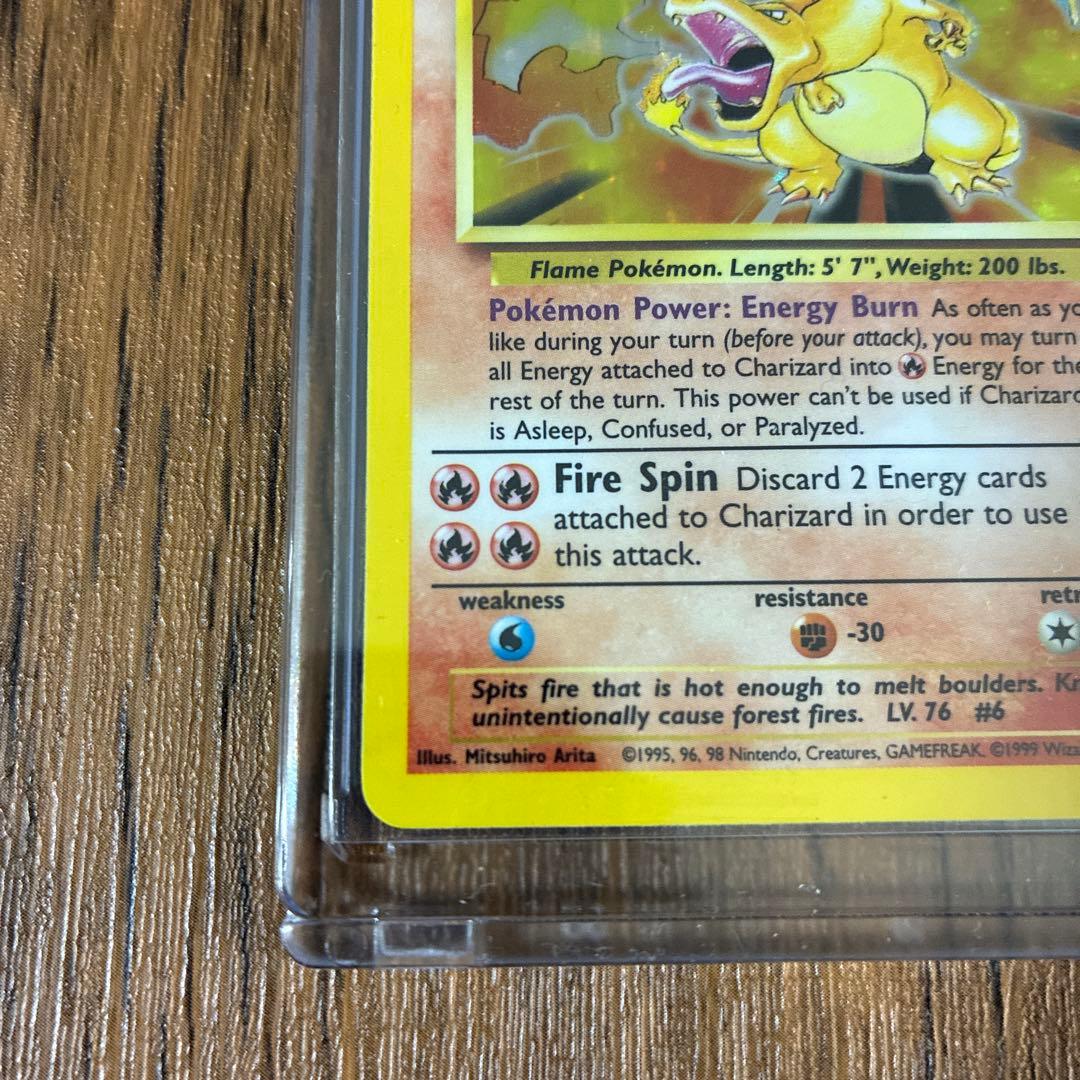 Flame Pokémon. Length: 5' 7", Weight: 200 lbs.
Pokémon Power: Energy Burn As often as yo
like during your turn (before your attack), you may turn
all Energy attached to Charizard into Energy for the
rest of the turn. This power can't be used if Charizard
is Asleep, Confused, or Paralyzed.
Fire Spin Discard 2 Energy cards
attached to Charizard in order to use
this attack.
weakness resistance retr
-30
Spits fire that is hot enough to melt boulders. Kn
unintentionally cause forest fires. LV. 76 #6
Illus. Mitsuhiro Arita ©1995, 96, 98 Nintendo, Creatures, GAMEFREAK. ©1999 Wiza